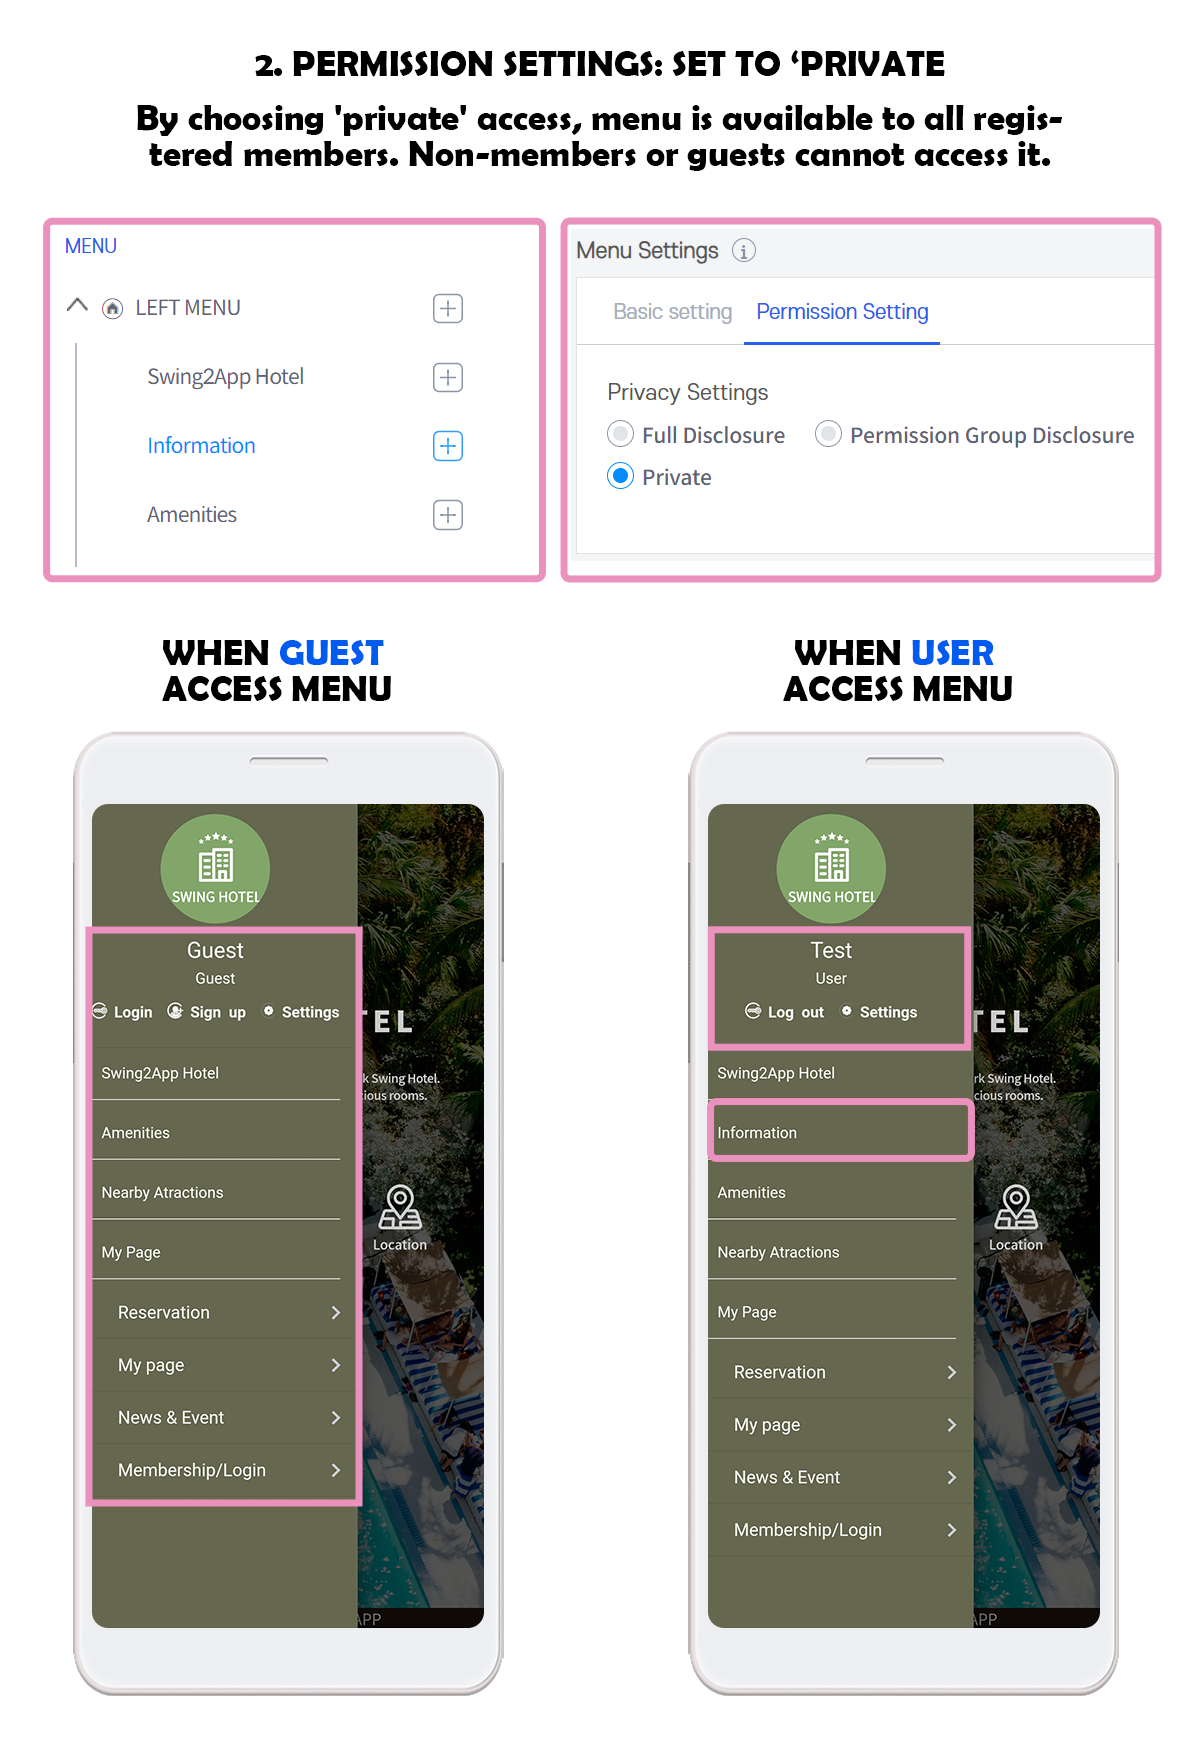 2. PERMISSION SETTINGS: SET TO ‘PRIVATE
By choosing 'private' access, menu is available to all regis-
tered members. Non-members or guests cannot access it.
MENU
LEFT MENU
Swing2App Hotel
Information
Amenities
Menu Settings
Basic setting Permission Setting
Privacy Settings
Full Disclosure Permission Group Disclosure
Private
WHEN GUEST
ACCESS MENU
SWING HOTEL
Guest
Guest
Login Sign up Settings
TEL
Swing2App Hotel
rk Swing Hotel.
cious rooms.
Amenities
Nearby Atractions
Location
My Page
Reservation
My page
News & Event
Membership/Login
APP
WHEN USER
ACCESS MENU
SWING HOTEL
Test
User
Log out Settings
TEL
Swing2App Hotel
rk Swing Hotel.
cious rooms.
Information
Amenities
Nearby Atractions
Location
My Page
Reservation
My page
News & Event
Membership/Login
APP